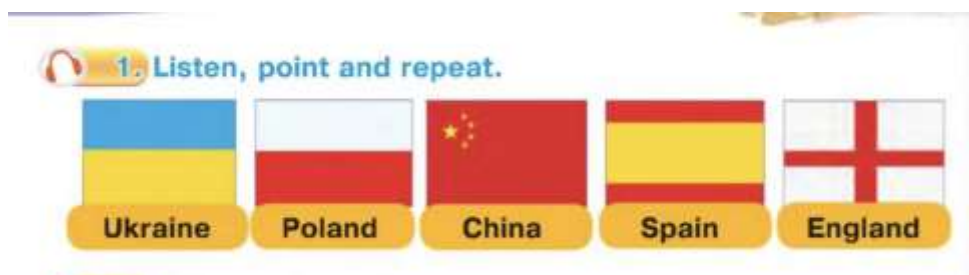 1. Listen, point and repeat.
Ukraine Poland China Spain England